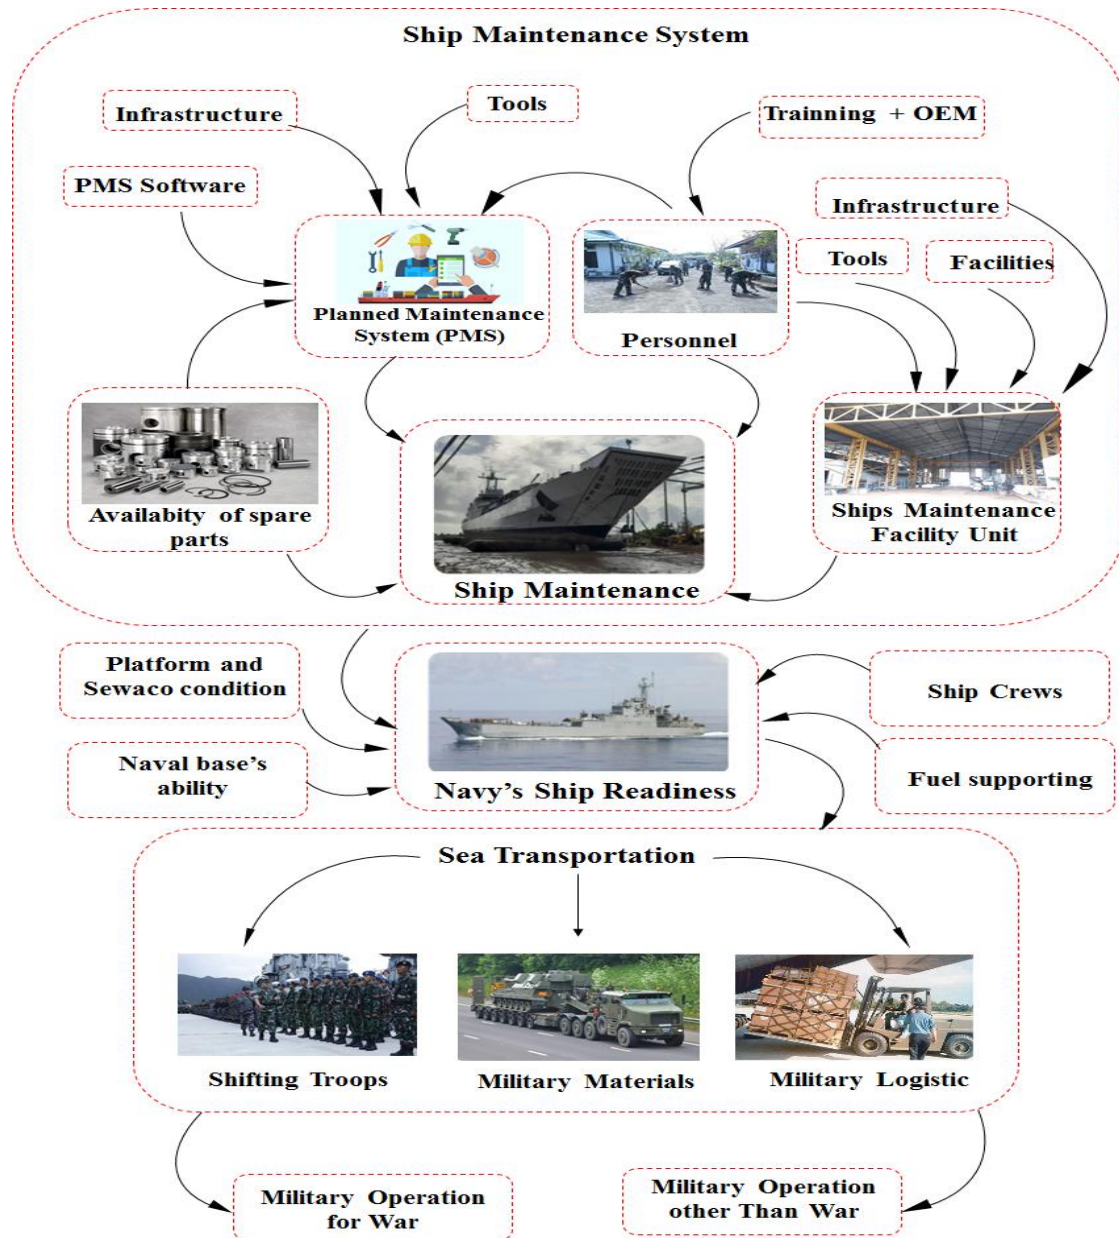 Ship Maintenance System
Infrastructure
Tools
Trainning + OEM
PMS Software
Infrastructure
Tools
Facilities
Planned Maintenance
System (PMS)
Personnel
Availabity of spare
parts
Ship Maintenance
Ships Maintenance
Facility Unit
Platform and
Sewaco condition
Naval base's
ability
Navy's Ship Readiness
Ship Crews
Fuel supporting
Sea Transportation
Shifting Troops
Military Materials
Military Logistic
Military Operation
for War
Military Operation
other Than War